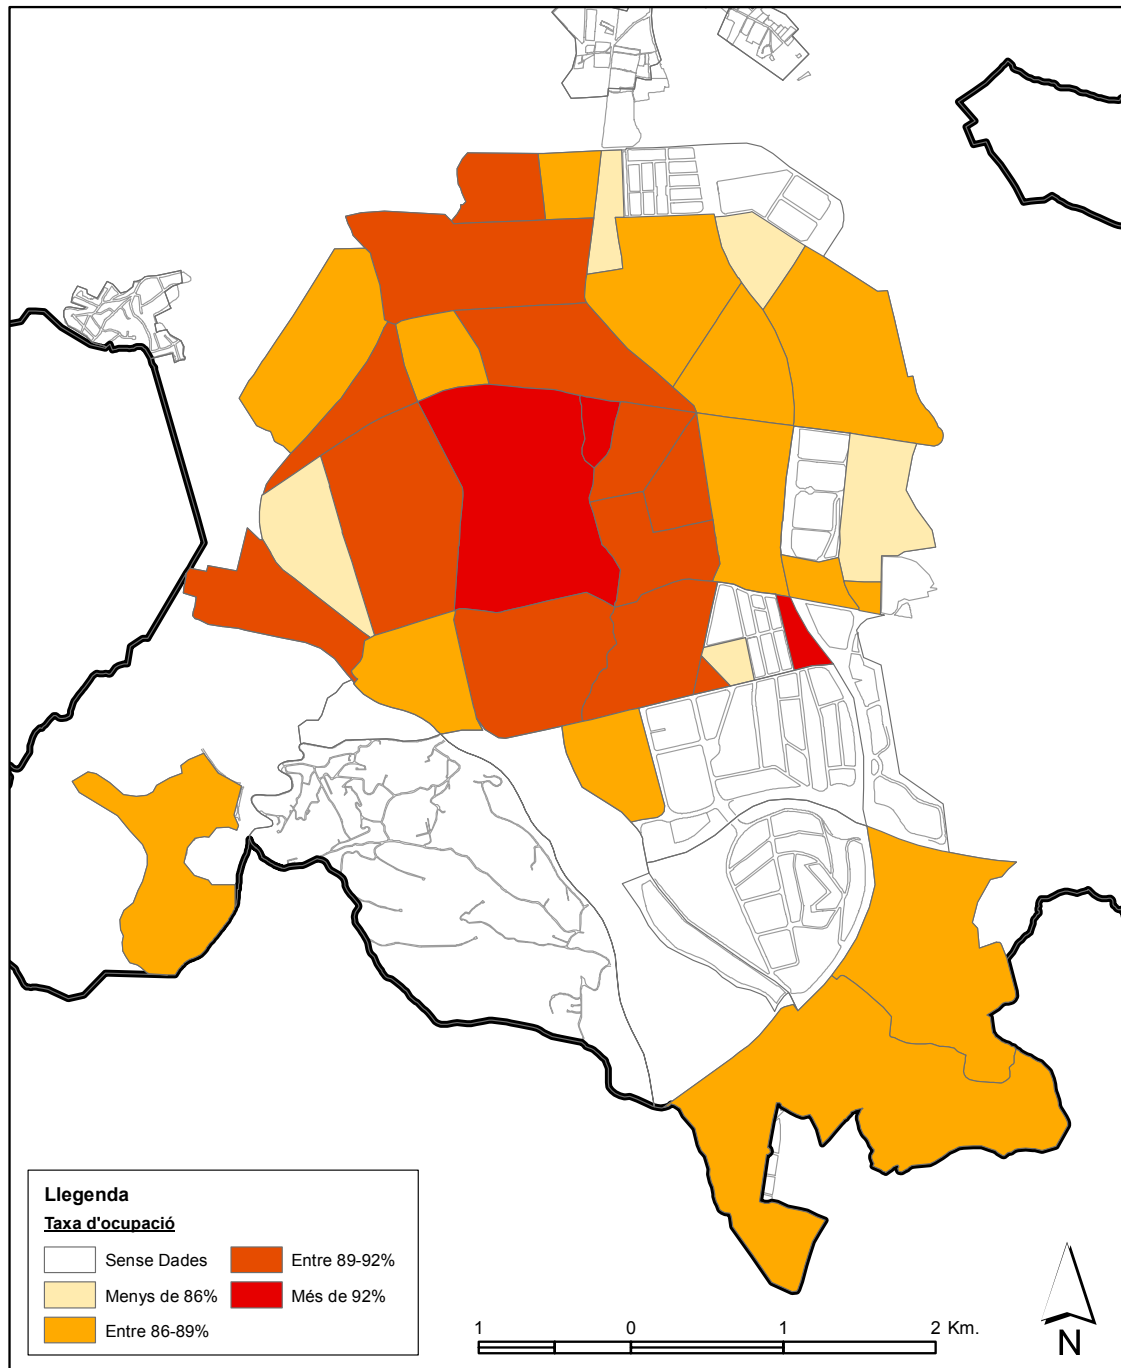 Llegenda
Taxa d'ocupació
Sense Dades
Menys de 86%
Entre 86-89%
Entre 89-92%
Més de 92%
1 0 1 2 Km.
N